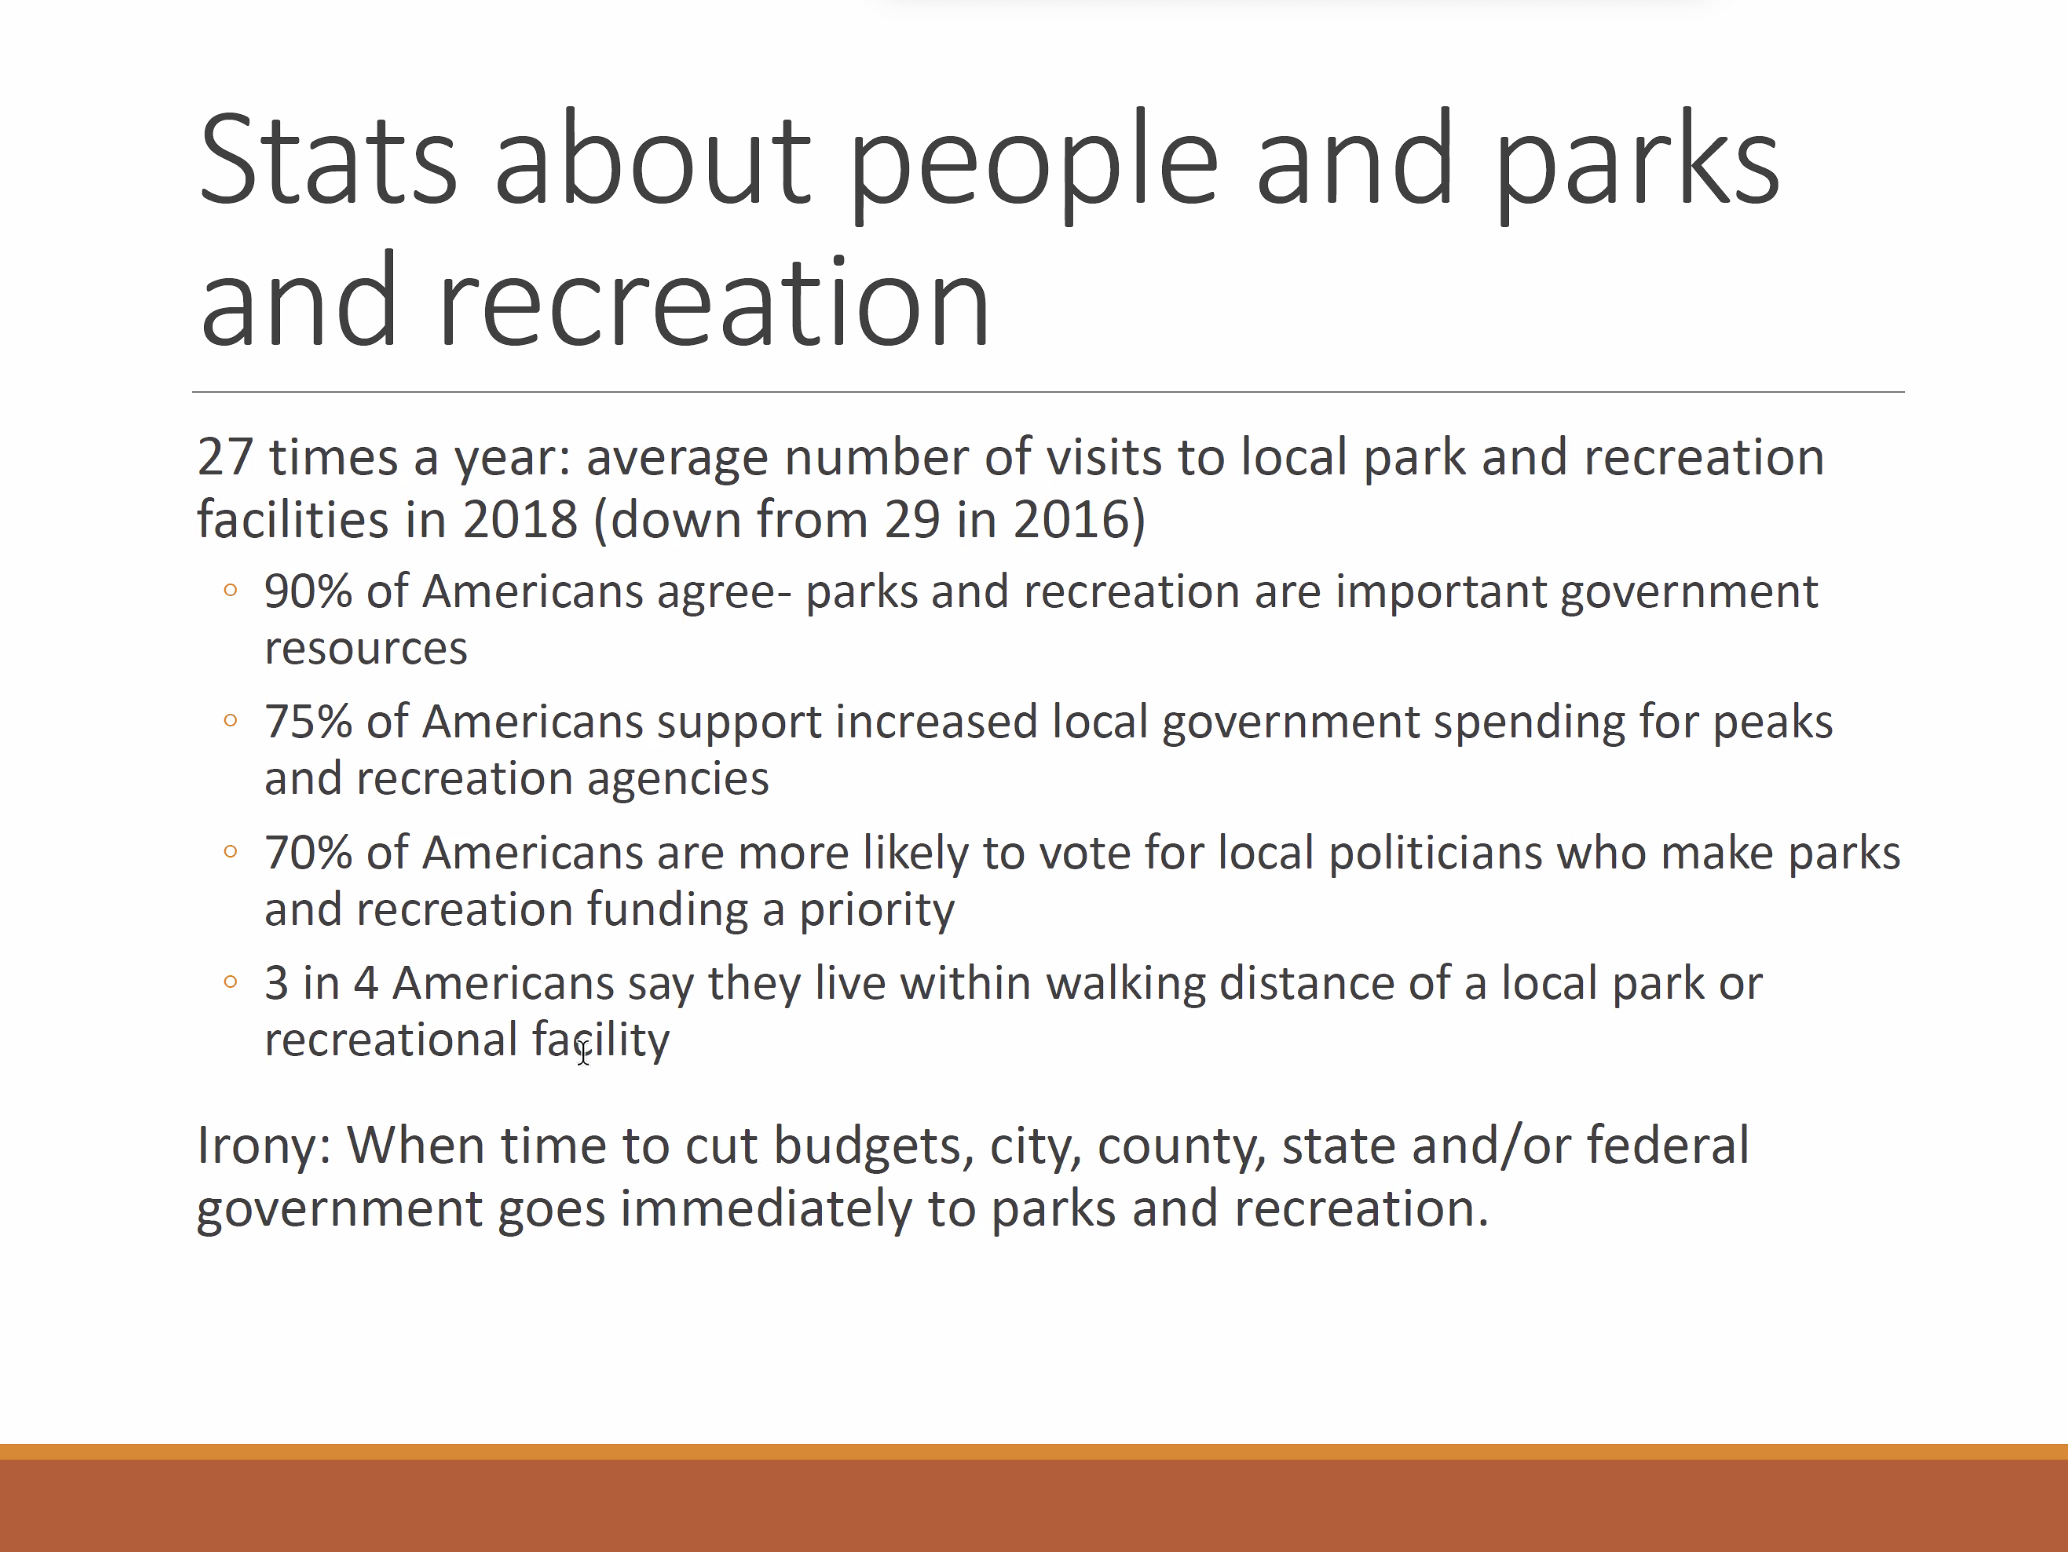 Stats about people and parks
and recreation
27 times a year: average number of visits to local park and recreation
facilities in 2018 (down from 29 in 2016)
◦ 90% of Americans agree- parks and recreation are important government
resources
◦ 75% of Americans support increased local government spending for peaks
and recreation agencies
◦ 70% of Americans are more likely to vote for local politicians who make parks
and recreation funding a priority
◦ 3 in 4 Americans say they live within walking distance of a local park or
recreational facility
Irony: When time to cut budgets, city, county, state and/or federal
government goes immediately to parks and recreation.